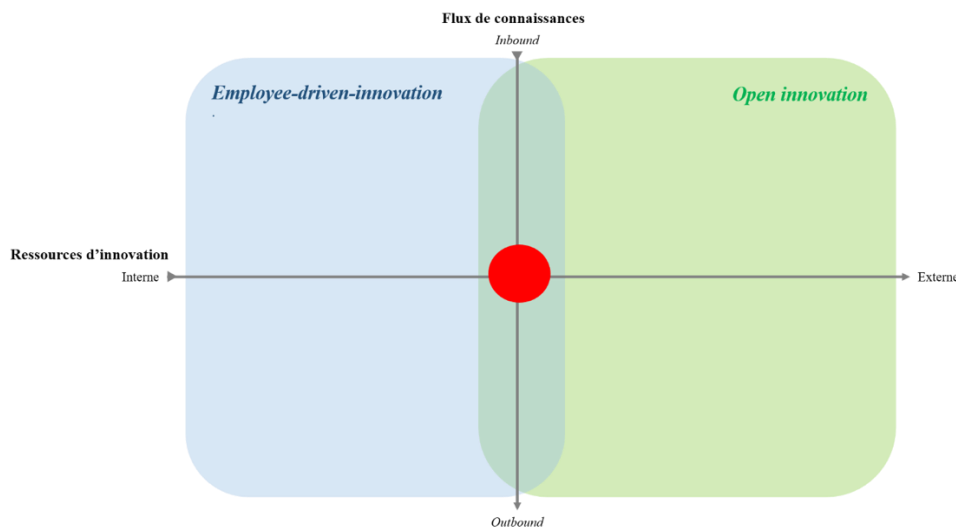 Flux de connaissances
Inbound
Employee-driven-innovation
.
Open innovation
Ressources d’innovation
Interne
Externe
Outbound